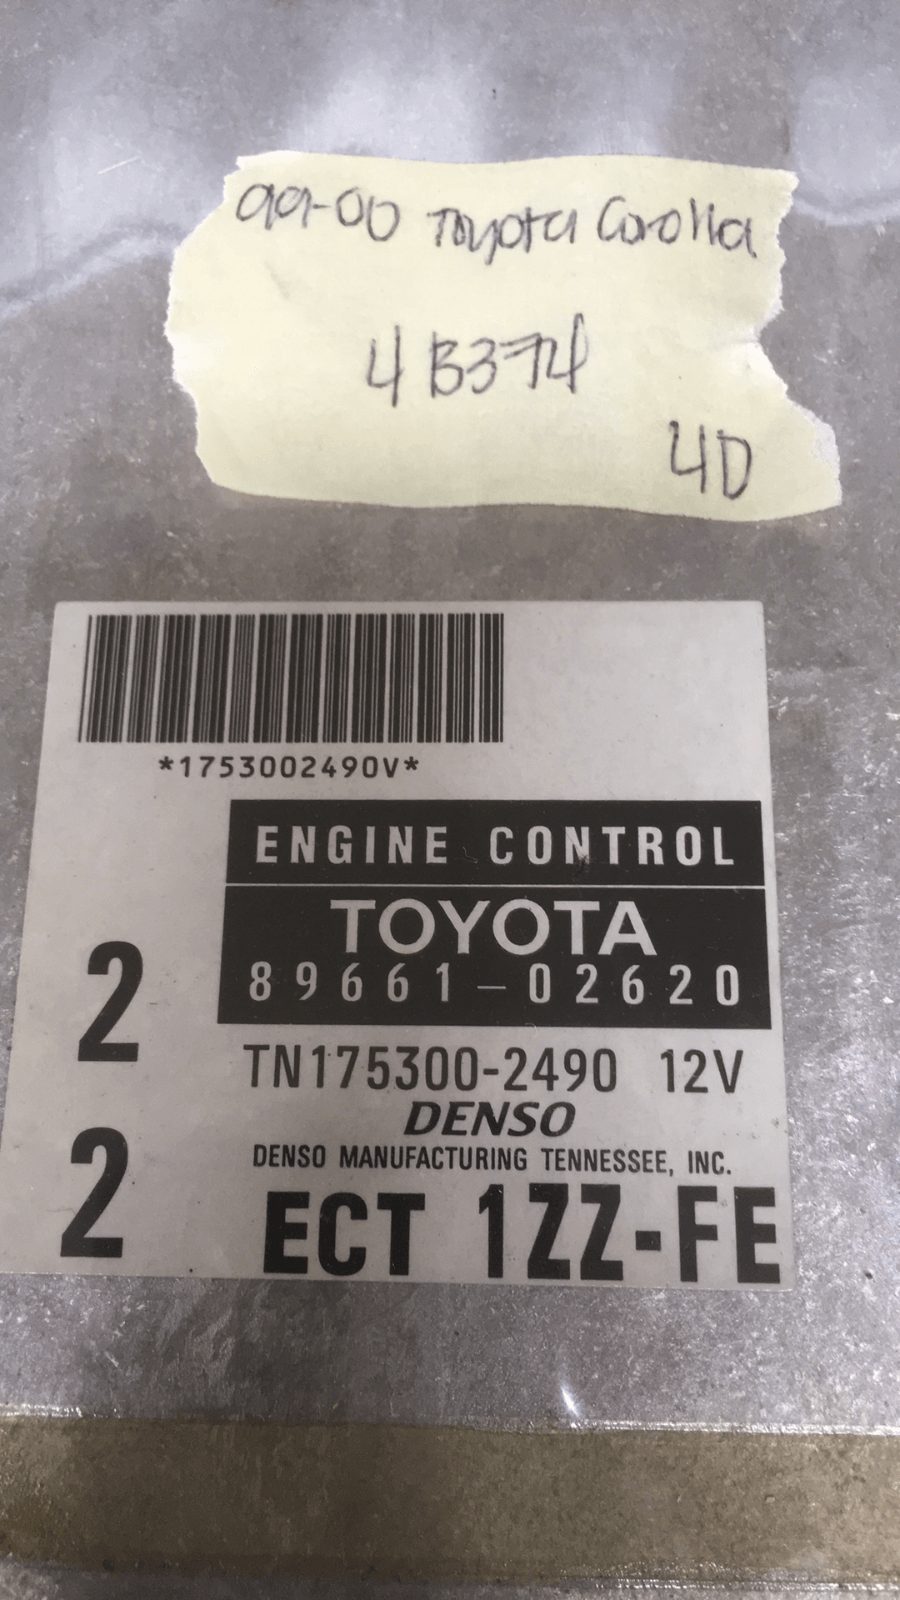 99-00 Toyota Corolla
4B374
4D
*1753002490V*
ENGINE CONTROL
TOYOTA
89661-02620
2
TN175300-2490 12V
DENSO
DENSO MANUFACTURING TENNESSEE, INC.
2
ECT 1ZZ-FE